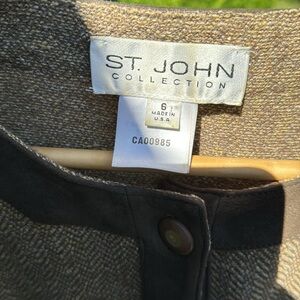 ST. JOHN
COLLECTION
6
MADE IN
U.S.A.
CA00985